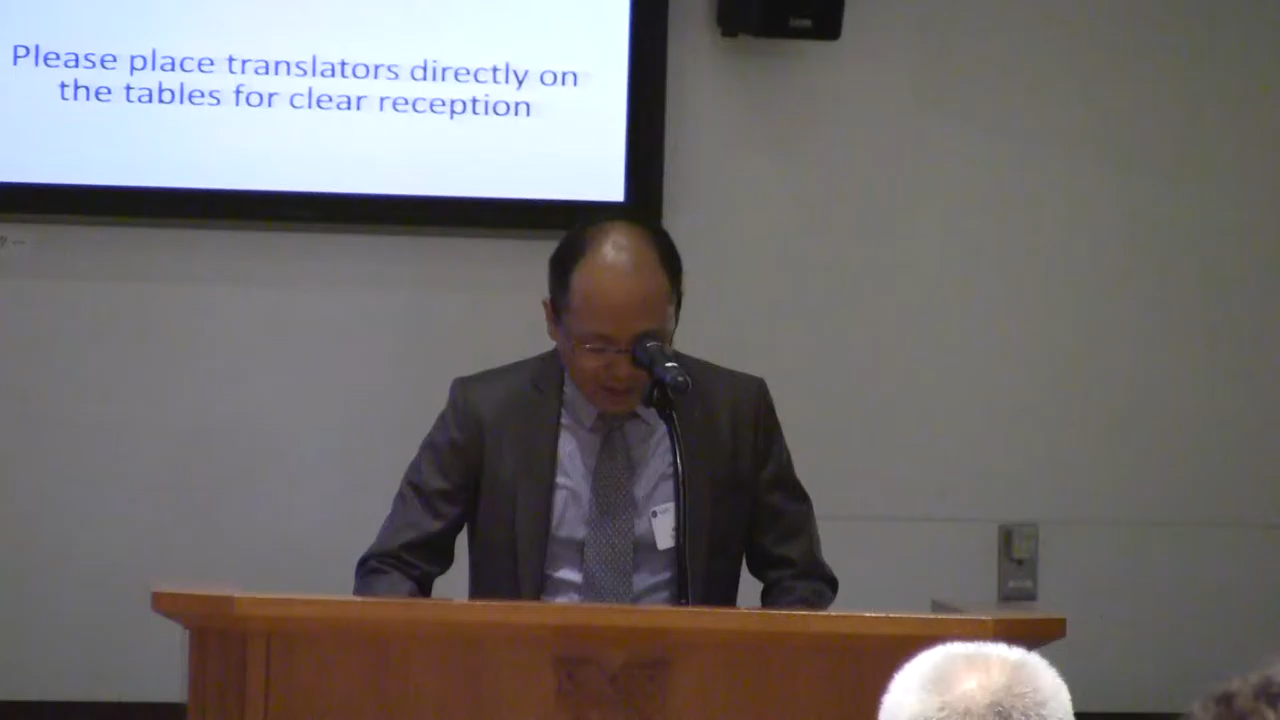 Please place translators directly on
the tables for clear reception